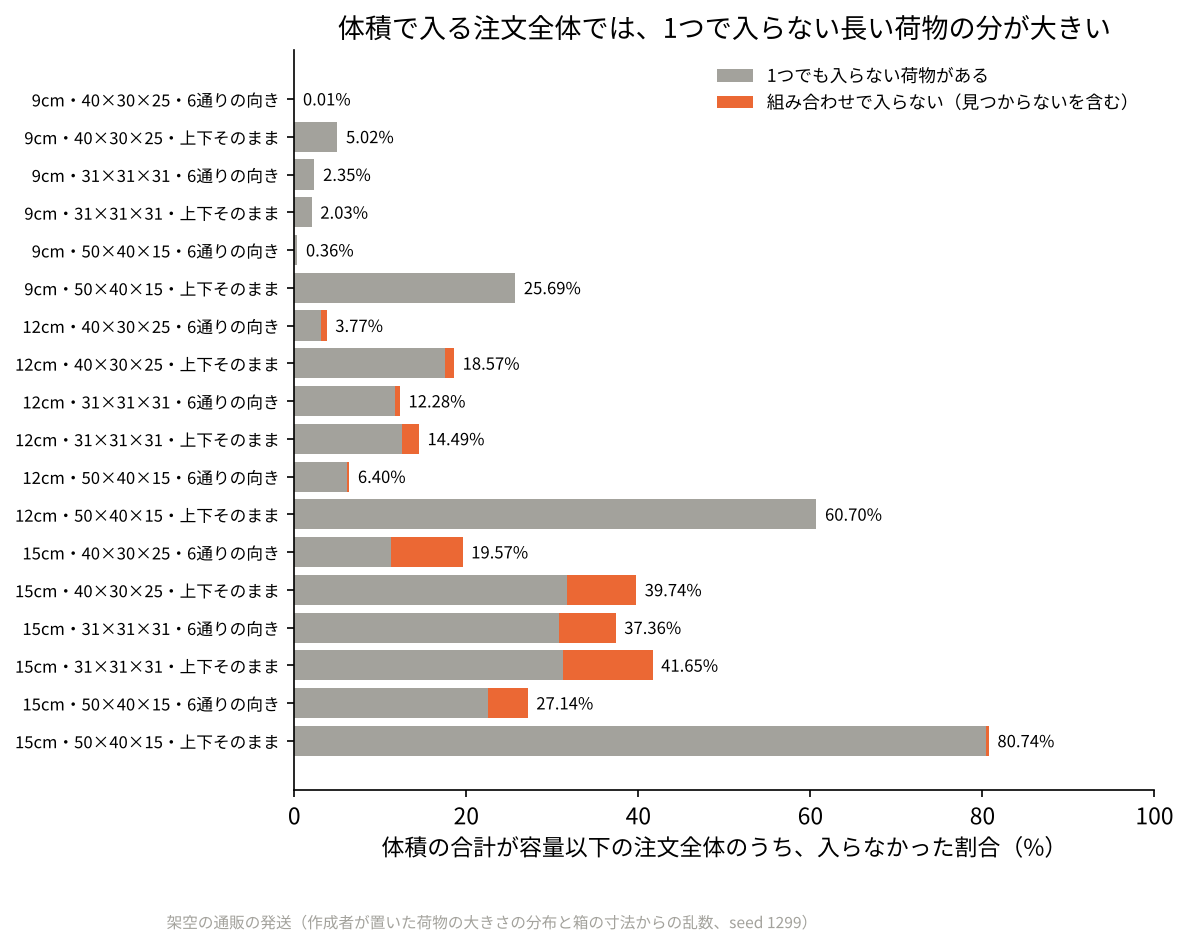 体積で入る注文全体では、1つで入らない長い荷物の分が大きい
1つでも入らない荷物がある
組み合わせで入らない（見つからないを含む）
9cm・40×30×25・6通りの向き 0.01%
9cm・40×30×25・上下そのまま 5.02%
9cm・31×31×31・6通りの向き 2.35%
9cm・31×31×31・上下そのまま 2.03%
9cm・50×40×15・6通りの向き 0.36%
9cm・50×40×15・上下そのまま 25.69%
12cm・40×30×25・6通りの向き 3.77%
12cm・40×30×25・上下そのまま 18.57%
12cm・31×31×31・6通りの向き 12.28%
12cm・31×31×31・上下そのまま 14.49%
12cm・50×40×15・6通りの向き 6.40%
12cm・50×40×15・上下そのまま 60.70%
15cm・40×30×25・6通りの向き 19.57%
15cm・40×30×25・上下そのまま 39.74%
15cm・31×31×31・6通りの向き 37.36%
15cm・31×31×31・上下そのまま 41.65%
15cm・50×40×15・6通りの向き 27.14%
15cm・50×40×15・上下そのまま 80.74%
0 20 40 60 80 100
体積の合計が容量以下の注文全体のうち、入らなかった割合（%）
架空の通販の発送（作成者が置いた荷物の大きさの分布と箱の寸法からの乱数、seed 1299）